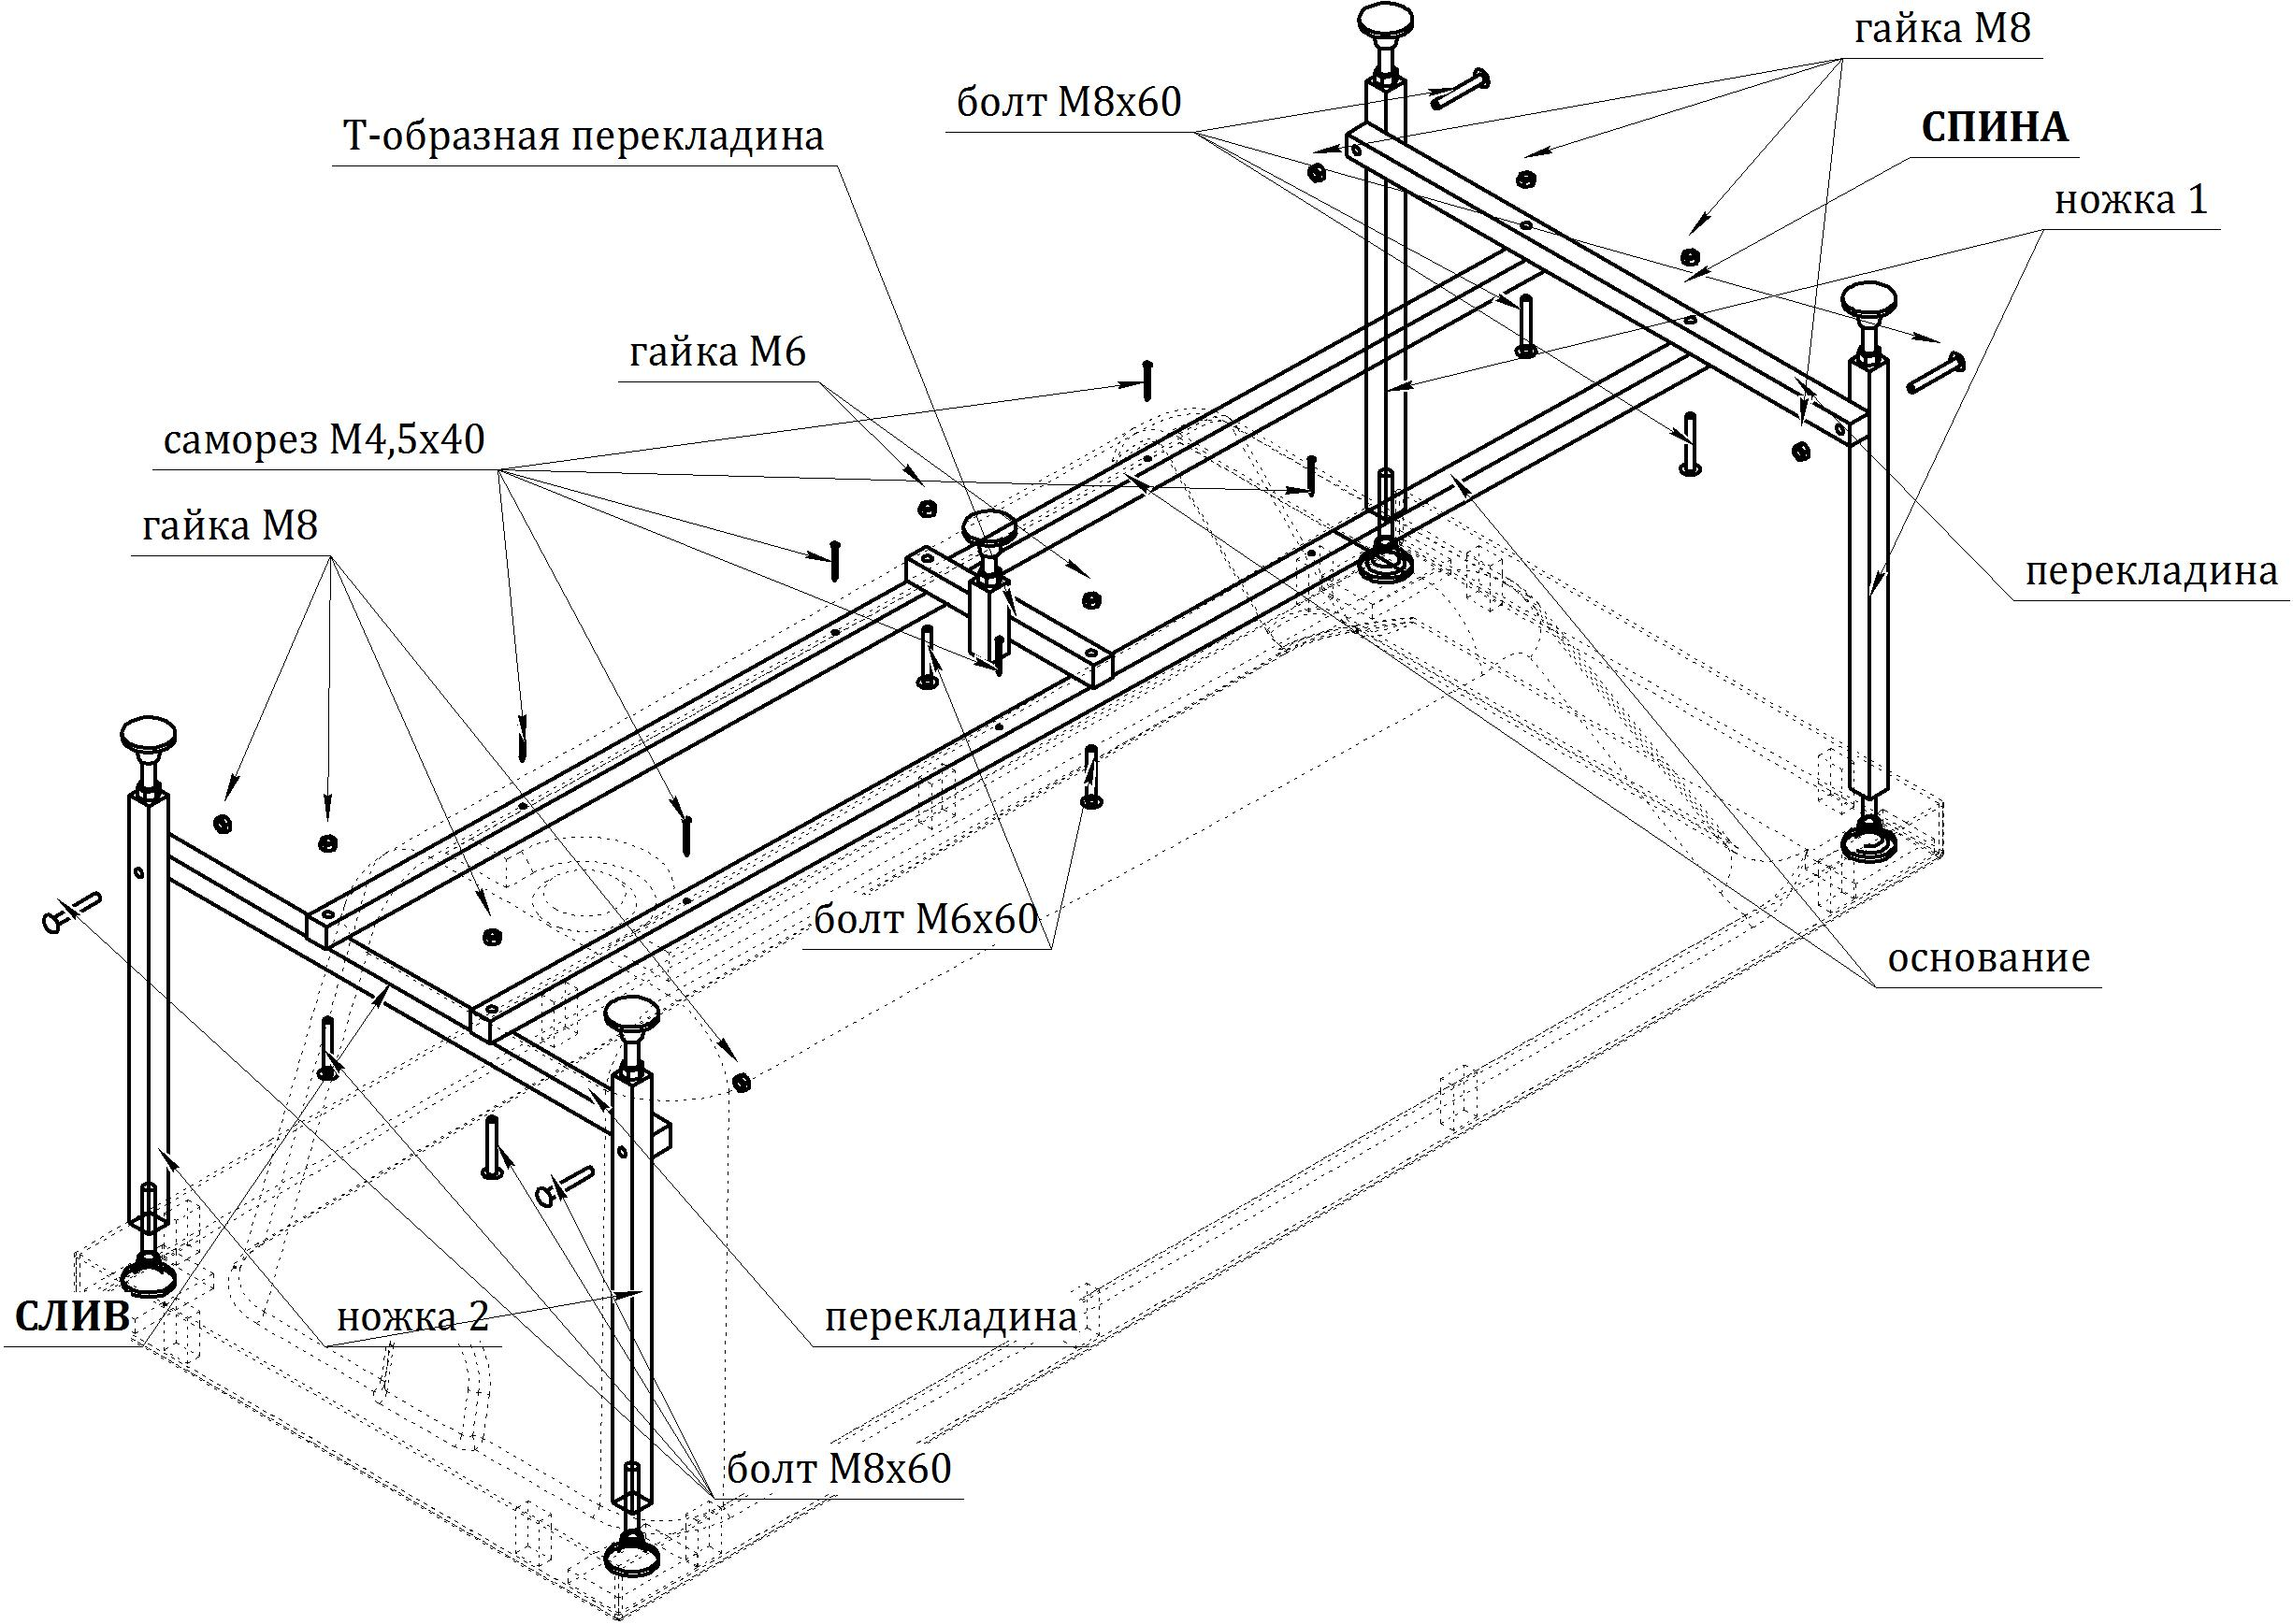 гайка М8
болт М8х60
СПИНА
Т-образная перекладина
ножка 1
гайка М6
саморез М4,5х40
гайка М8
перекладина
болт М6х60
основание
СЛИВ
ножка 2
перекладина
болт М8х60